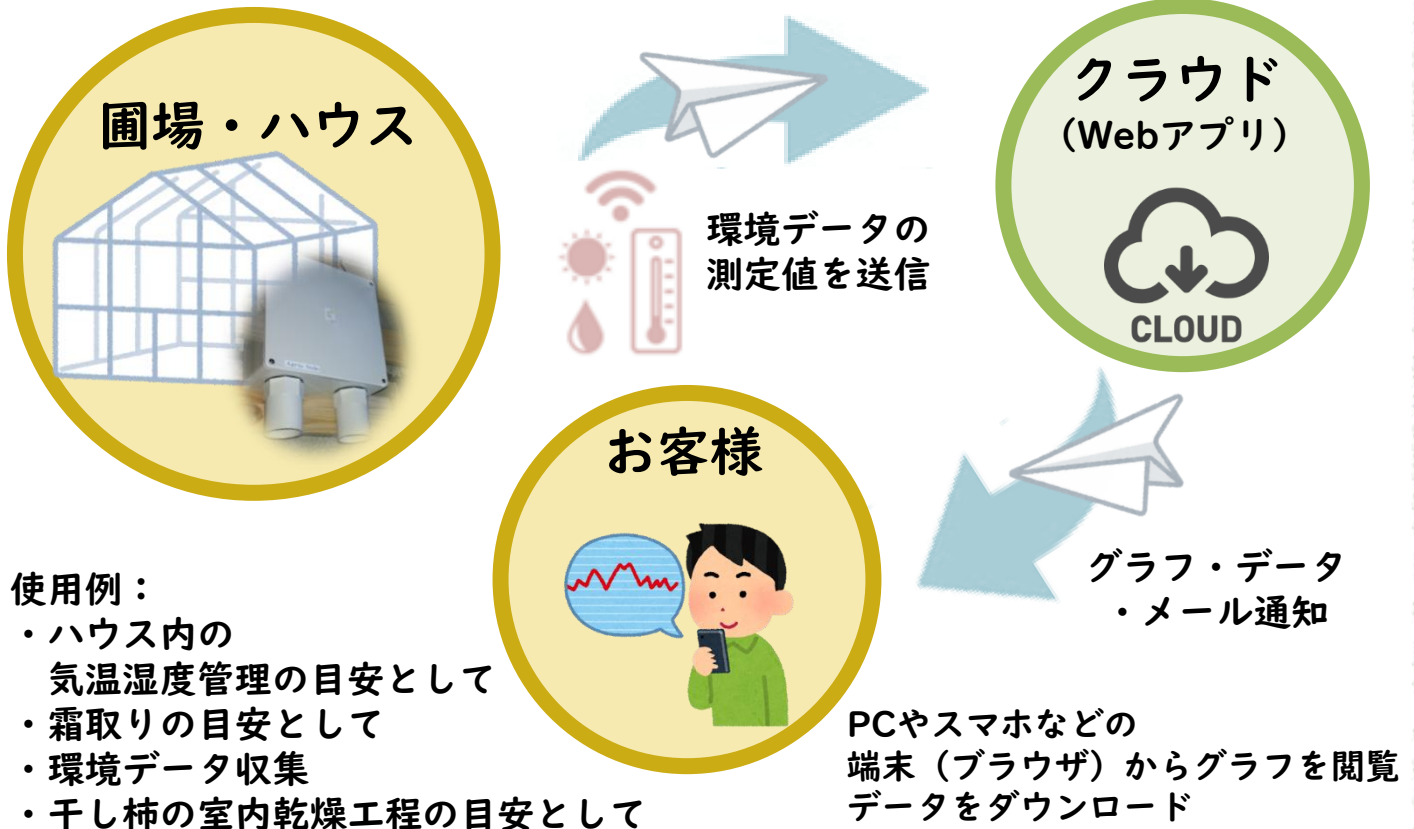 圃場・ハウス
環境データの
測定値を送信
クラウド
(Webアプリ)
CLOUD
お客様
グラフ・データ
・メール通知
使用例：
・ハウス内の
気温湿度管理の目安として
・霜取りの目安として
・環境データ収集
・干し柿の室内乾燥工程の目安として
PCやスマホなどの
端末（ブラウザ）からグラフを閲覧
データをダウンロード